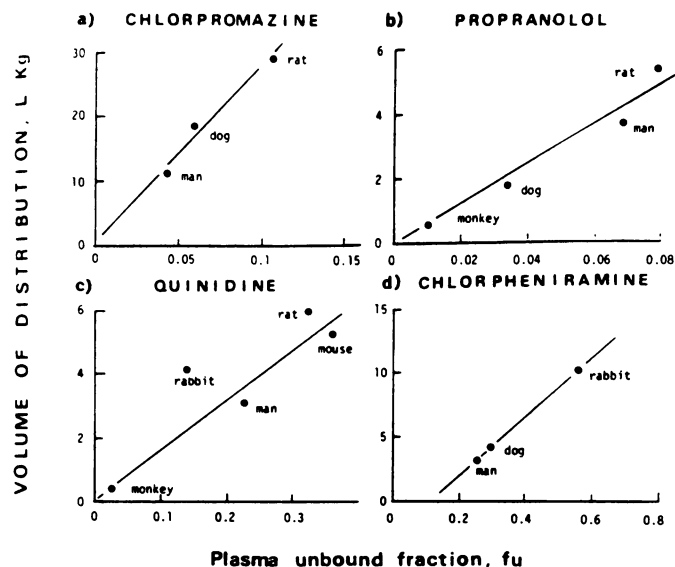 a) CHLORPROMAZINE
30
20
10
0
rat
dog
man
0
0.05
0.1
0.15
b) PROPRANOLOL
6
4
2
0
rat
man
dog
monkey
0
0.02
0.04
0.06
0.08
c) QUINIDINE
6
4
2
0
rat
mouse
rabbit
man
monkey
0
0.1
0.2
0.3
d) CHLORPHENIRAMINE
15
10
5
0
rabbit
dog
man
0.2
0.4
0.6
0.8
VOLUME OF DISTRIBUTION, L Kg
Plasma unbound fraction, fu